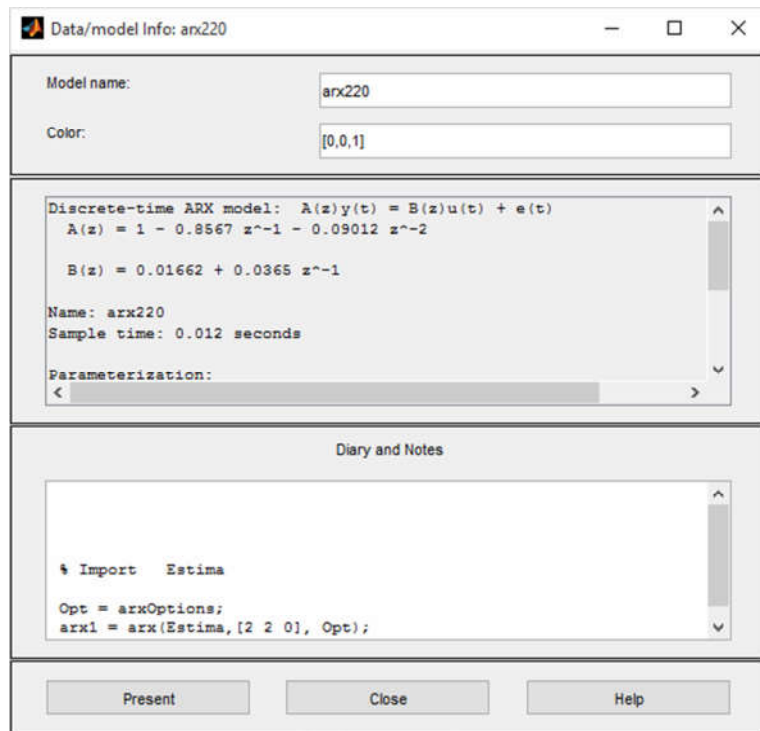 Data/model Info: arx220
Model name:
arx220
Color:
[0,0,1]
Discrete-time ARX model:  A(z)y(t) = B(z)u(t) + e(t)
A(z) = 1 - 0.8567 z^-1 - 0.09012 z^-2
B(z) = 0.01662 + 0.0365 z^-1
Name: arx220
Sample time: 0.012 seconds
Parameterization:
Diary and Notes
% Import   Estima
Opt = arxOptions;
arx1 = arx(Estima,[2 2 0], Opt);
Present
Close
Help